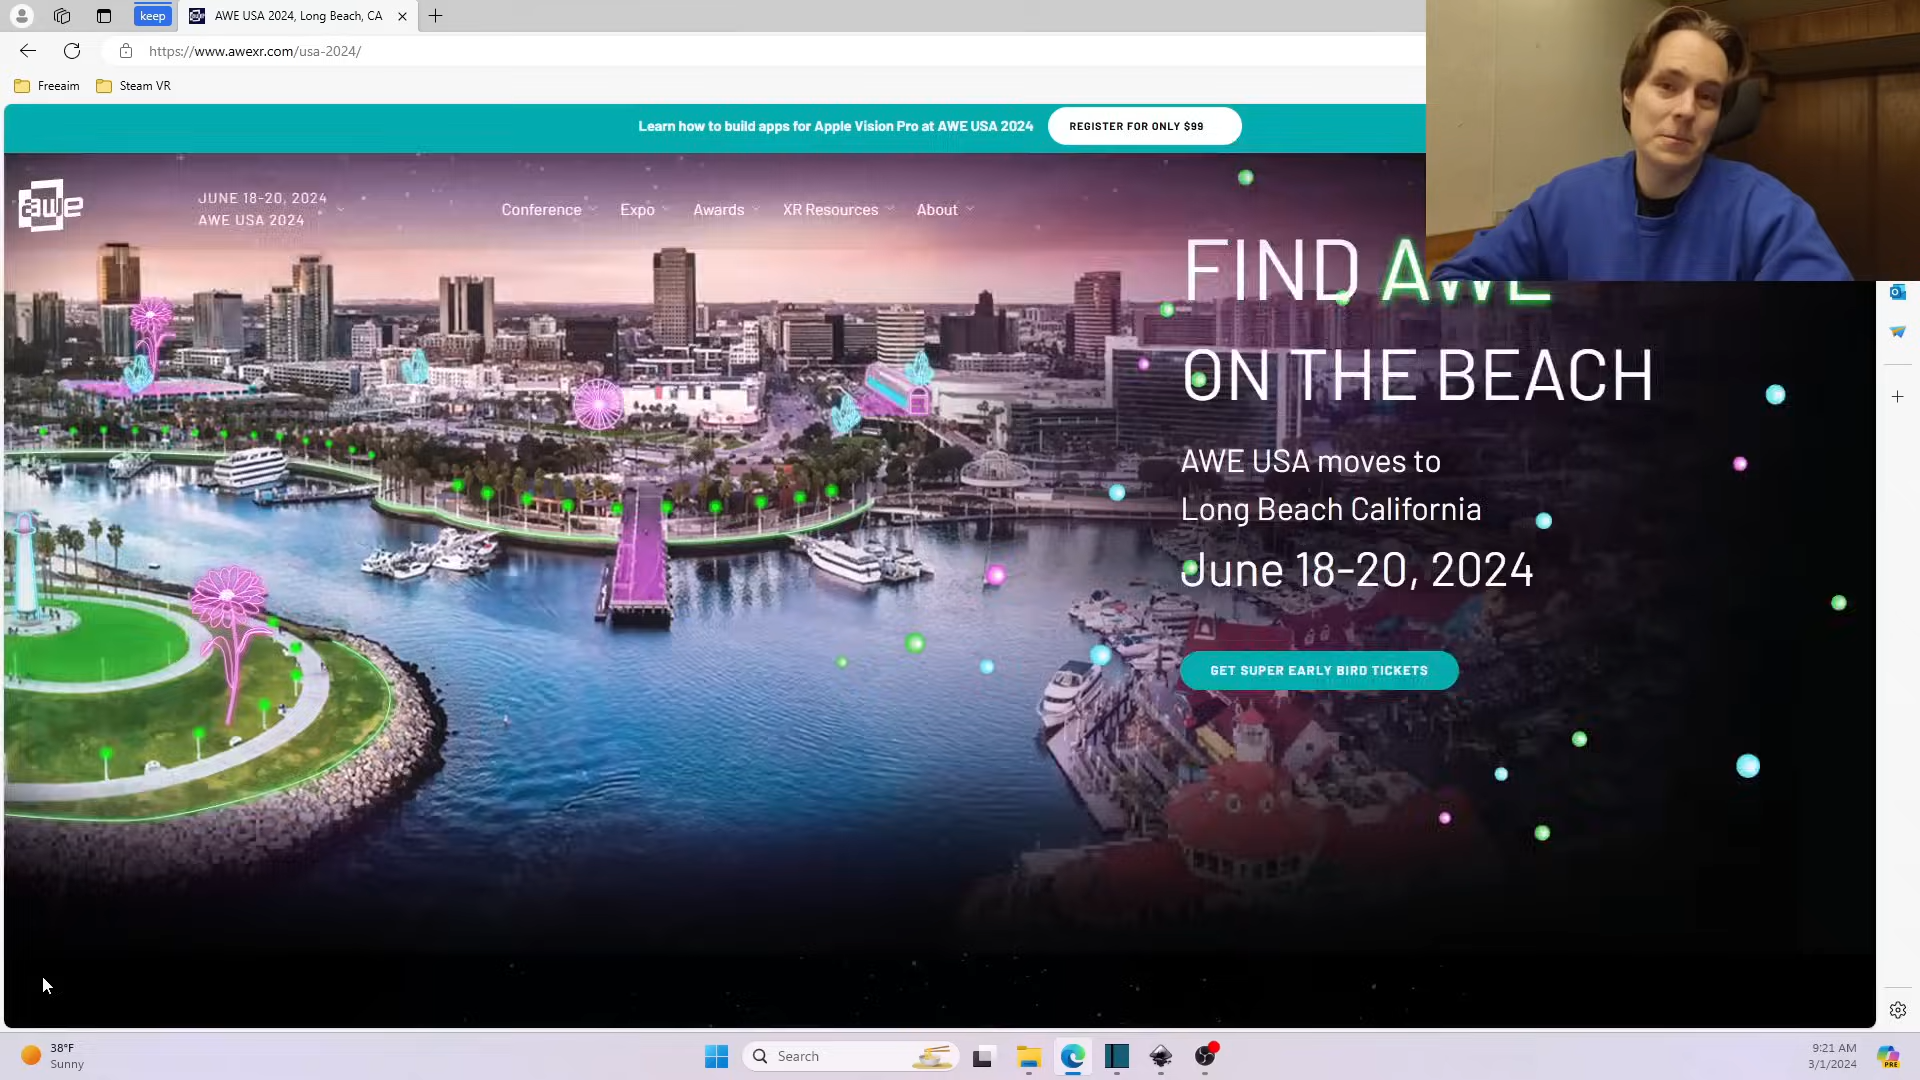 keep
AWE USA 2024, Long Beach, CA
https://www.awexr.com/usa-2024/
Freeaim
Steam VR
Learn how to build apps for Apple Vision Pro at AWE USA 2024
REGISTER FOR ONLY $99
awe
JUNE 18-20, 2024
AWE USA 2024
Conference
Expo
Awards
XR Resources
About
FIND AWE
ON THE BEACH
AWE USA moves to
Long Beach California
June 18-20, 2024
GET SUPER EARLY BIRD TICKETS
38°F
Sunny
Search
9:21 AM
3/1/2024
PRE